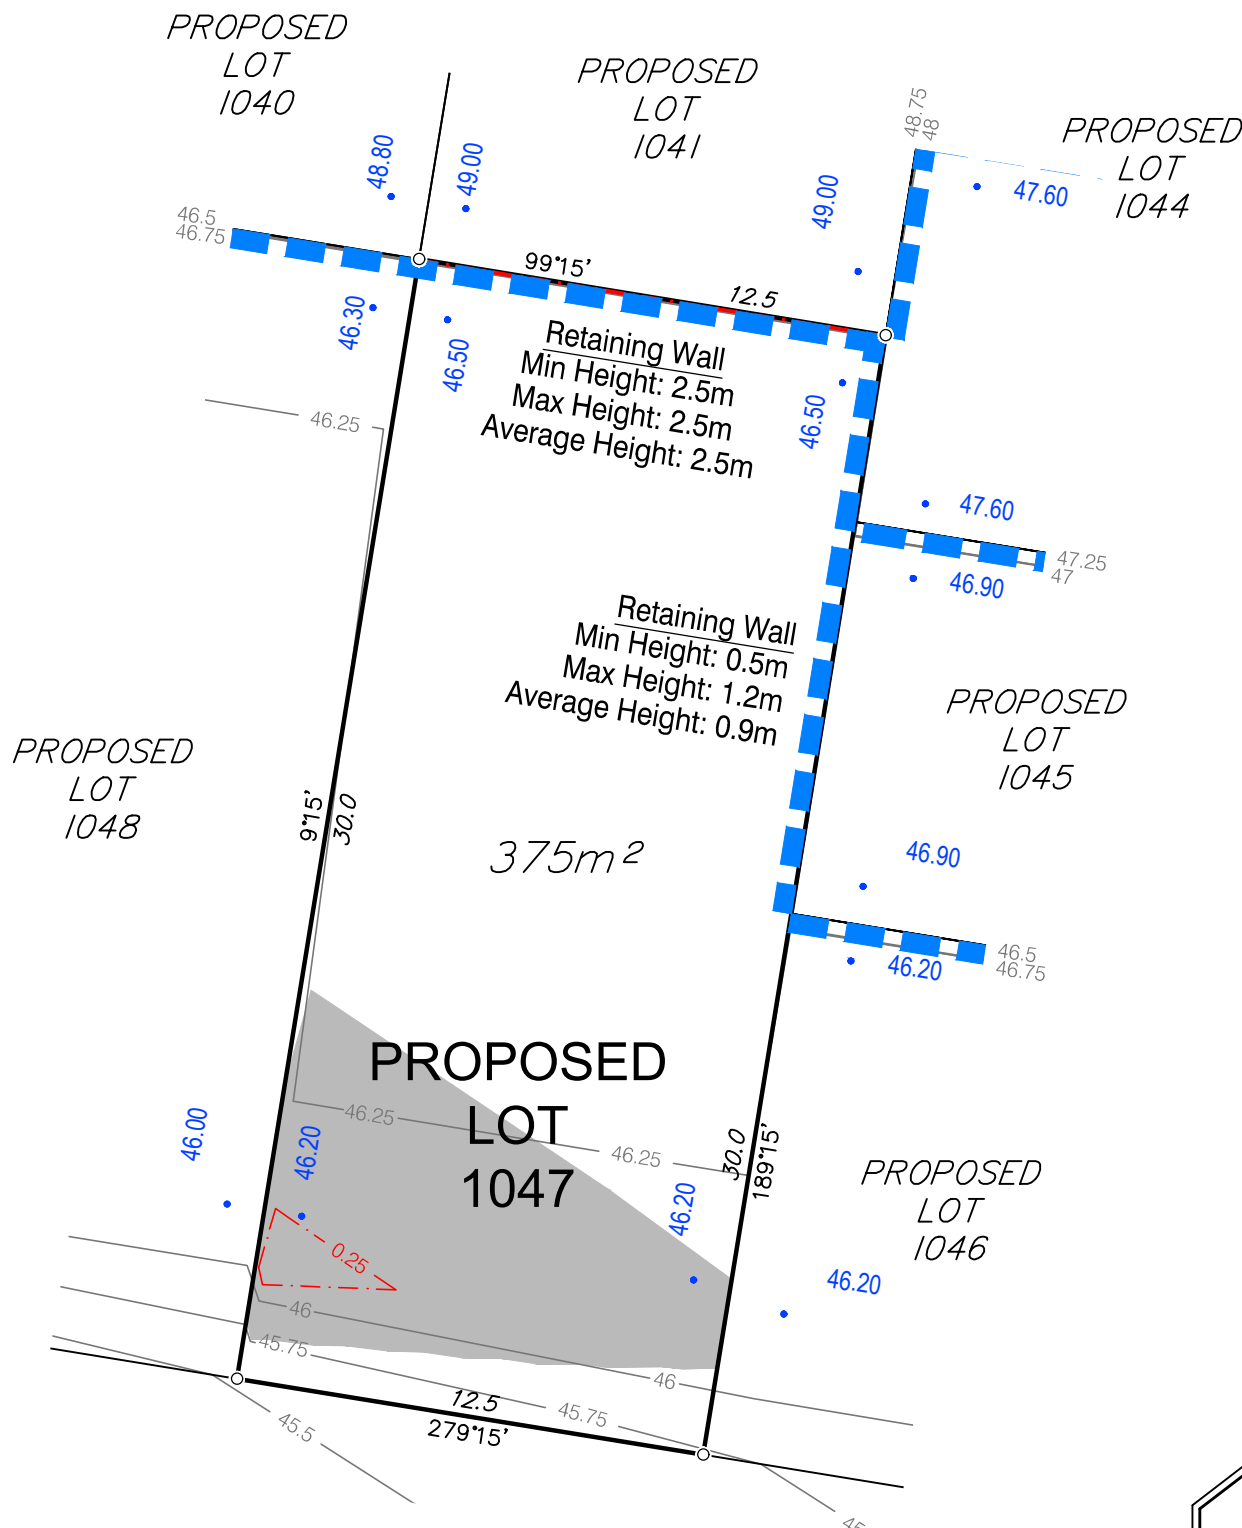 PROPOSED
LOT
1040
PROPOSED
LOT
1041
PROPOSED
LOT
1044
48.75
48
48.80
49.00
49.00
47.60
46.5
46.75
99°15'
12.5
46.30
46.50
46.50
Retaining Wall
Min Height: 2.5m
Max Height: 2.5m
Average Height: 2.5m
46.25
47.60
47.25
47
46.90
Retaining Wall
Min Height: 0.5m
Max Height: 1.2m
Average Height: 0.9m
PROPOSED
LOT
1045
PROPOSED
LOT
1048
9°15'
30.0
375m²
46.90
46.20
46.5
46.75
PROPOSED
LOT
1047
46.00
46.20
46.25
46.25
30.0
189°15'
46.20
PROPOSED
LOT
1046
46.20
0.25
46
45.75
46
12.5
279°15'
45.75
45.5